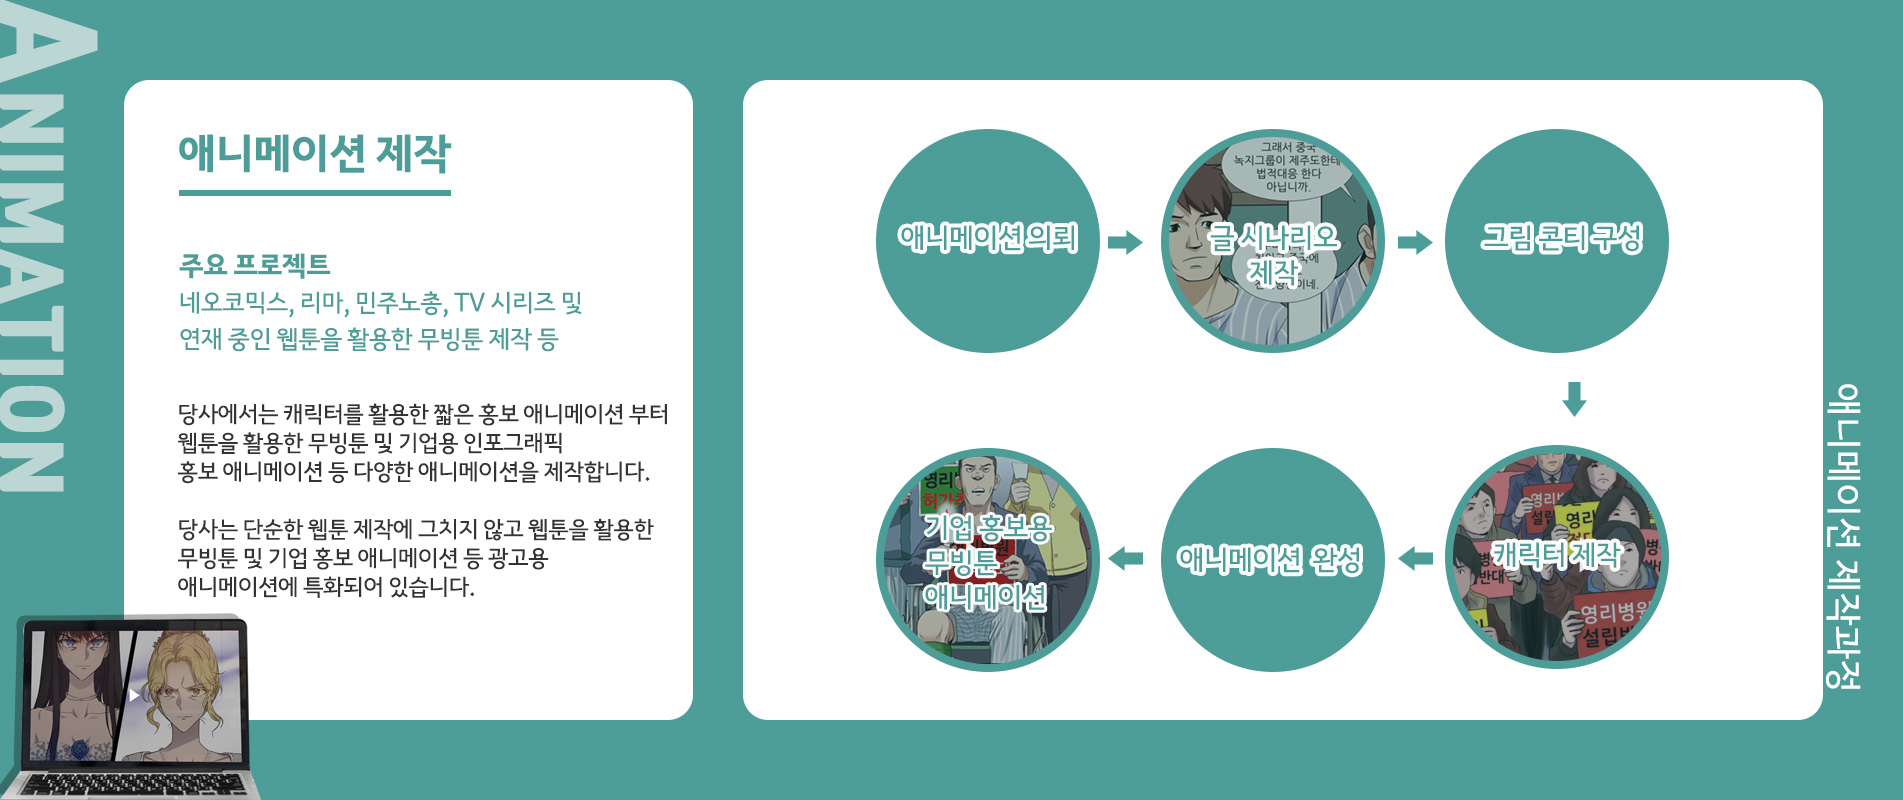 ANIMATION
애니메이션 제작
주요 프로젝트
네오코믹스, 리마, 민주노총, TV 시리즈 및
연재 중인 웹툰을 활용한 무빙툰 제작 등
당사에서는 캐릭터를 활용한 짧은 홍보 애니메이션 부터
웹툰을 활용한 무빙툰 및 기업용 인포그래픽
홍보 애니메이션 등 다양한 애니메이션을 제작합니다.
당사는 단순한 웹툰 제작에 그치지 않고 웹툰을 활용한
무빙툰 및 기업 홍보 애니메이션 등 광고용
애니메이션에 특화되어 있습니다.
애니메이션 의뢰
그래서 중국
녹지그룹이 제주도한테
법적대응 한다
아닙니까.
글 시나리오
제작
그림 콘티 구성
캐릭터 제작
영리병원
반대
애니메이션 완성
기업 홍보용
무빙툰
애니메이션
애니메이션 제작과정